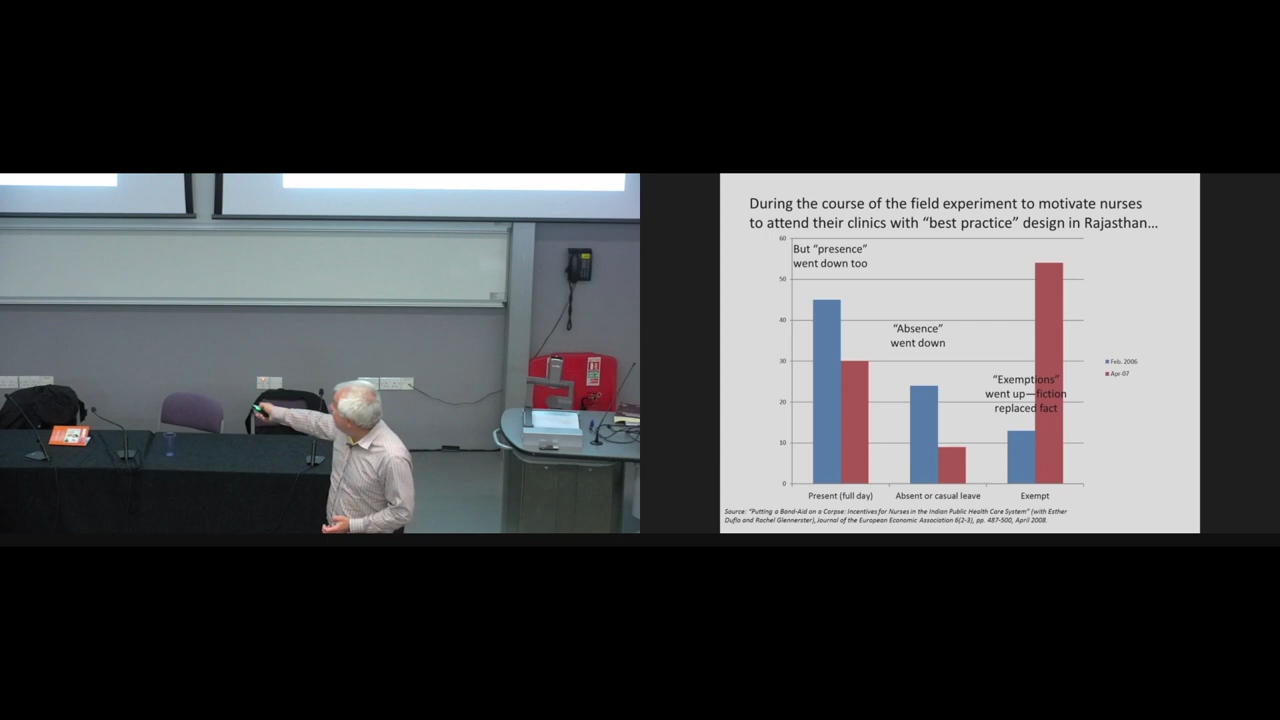 During the course of the field experiment to motivate nurses
to attend their clinics with “best practice” design in Rajasthan…
60
50
40
30
20
10
0
But “presence”
went down too
“Absence”
went down
“Exemptions”
went up—fiction
replaced fact
Feb. 2006
Apr-07
Present (full day)
Absent or casual leave
Exempt
Source: “Putting a Band-Aid on a Corpse: Incentives for Nurses in the Indian Public Health Care System” (with Esther
Duflo and Rachel Glennerster), Journal of the European Economic Association 6(2-3), pp. 487-500, April 2008.